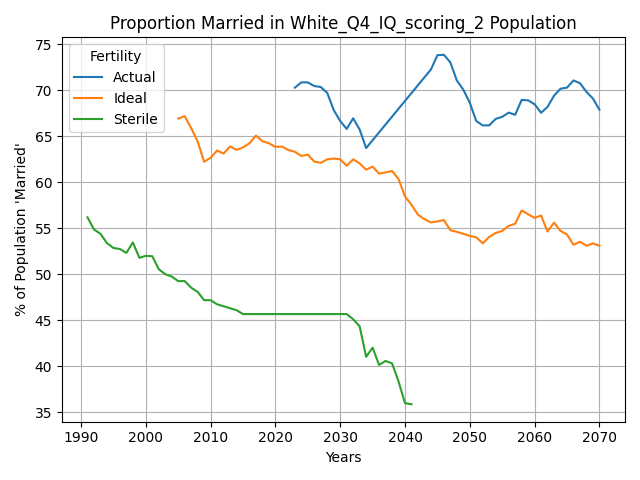 Proportion Married in White_Q4_IQ_scoring_2 Population
% of Population 'Married'
75
70
65
60
55
50
45
40
35
Fertility
Actual
Ideal
Sterile
1990 2000 2010 2020 2030 2040 2050 2060 2070
Years